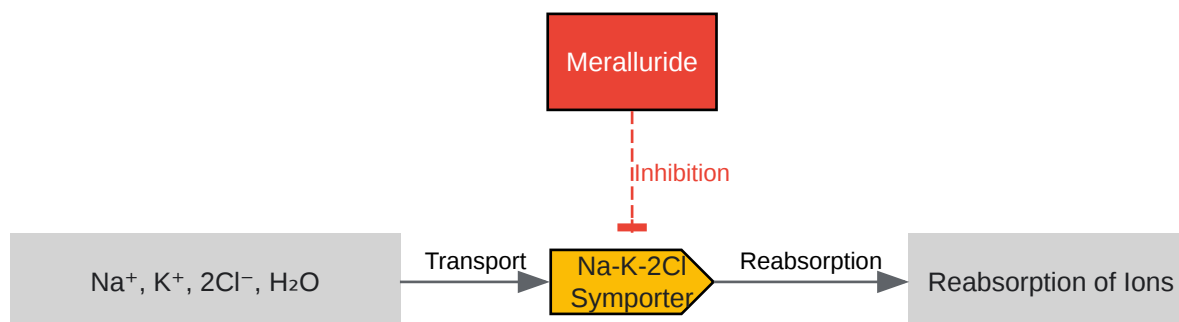 Meralluride
Inhibition
Na⁺, K⁺, 2Cl⁻, H₂O
Transport
Na-K-2Cl
Symporter
Reabsorption
Reabsorption of Ions